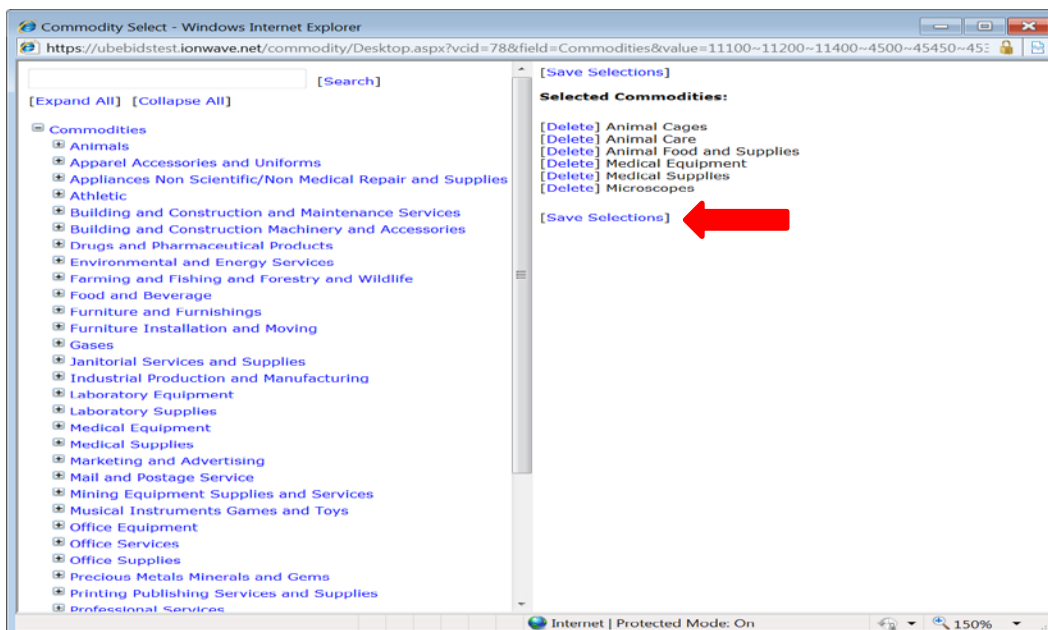 Commodity Select - Windows Internet Explorer
https://ubebidstest.ionwave.net/commodity/Desktop.aspx?vcid=78&field=Commodities&value=11100~11200~11400~4500~45450~453
[Search]
[Expand All] [Collapse All]
Commodities
Animals
Apparel Accessories and Uniforms
Appliances Non Scientific/Non Medical Repair and Supplies
Athletic
Building and Construction and Maintenance Services
Building and Construction Machinery and Accessories
Drugs and Pharmaceutical Products
Environmental and Energy Services
Farming and Fishing and Forestry and Wildlife
Food and Beverage
Furniture and Furnishings
Furniture Installation and Moving
Gases
Janitorial Services and Supplies
Industrial Production and Manufacturing
Laboratory Equipment
Laboratory Supplies
Medical Equipment
Medical Supplies
Marketing and Advertising
Mail and Postage Service
Mining Equipment Supplies and Services
Musical Instruments Games and Toys
Office Equipment
Office Services
Office Supplies
Precious Metals Minerals and Gems
Printing Publishing Services and Supplies
Professional Services
[Save Selections]
Selected Commodities:
[Delete] Animal Cages
[Delete] Animal Care
[Delete] Animal Food and Supplies
[Delete] Medical Equipment
[Delete] Medical Supplies
[Delete] Microscopes
[Save Selections]
Internet | Protected Mode: On
150%